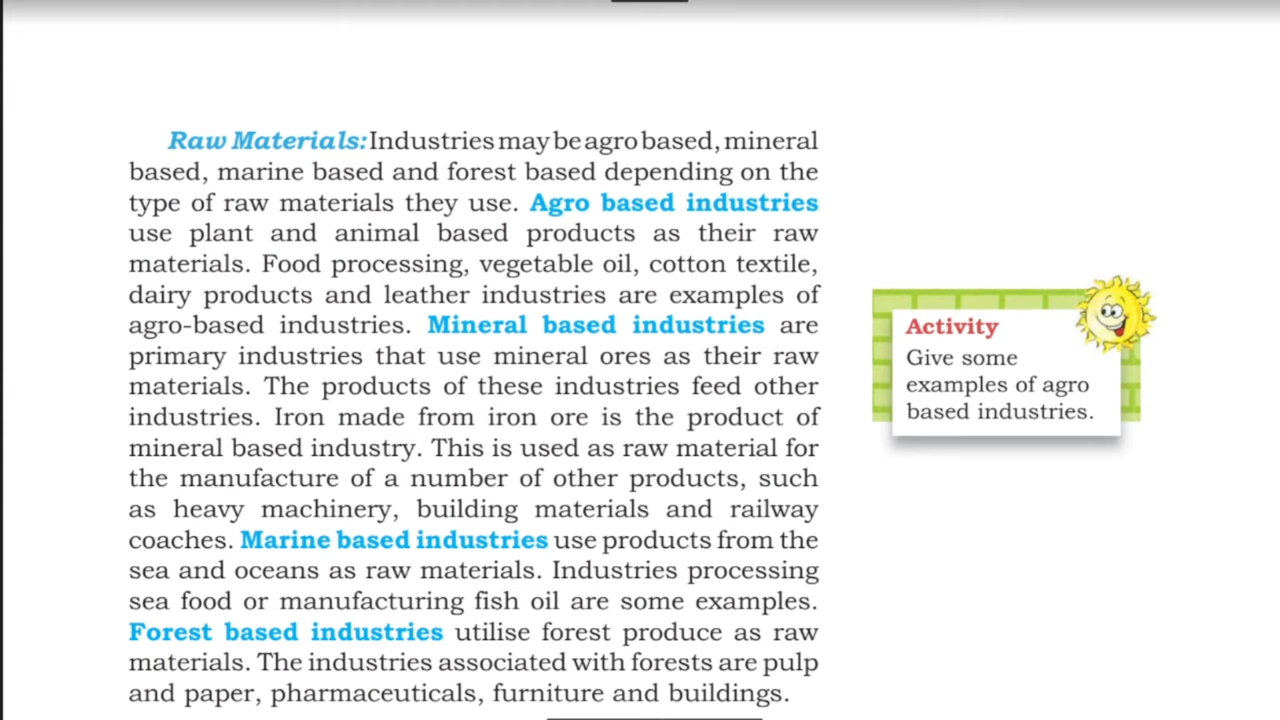 Raw Materials: Industries may be agro based, mineral
based, marine based and forest based depending on the
type of raw materials they use. Agro based industries
use plant and animal based products as their raw
materials. Food processing, vegetable oil, cotton textile,
dairy products and leather industries are examples of
agro-based industries. Mineral based industries are
primary industries that use mineral ores as their raw
materials. The products of these industries feed other
industries. Iron made from iron ore is the product of
mineral based industry. This is used as raw material for
the manufacture of a number of other products, such
as heavy machinery, building materials and railway
coaches. Marine based industries use products from the
sea and oceans as raw materials. Industries processing
sea food or manufacturing fish oil are some examples.
Forest based industries utilise forest produce as raw
materials. The industries associated with forests are pulp
and paper, pharmaceuticals, furniture and buildings.
Activity
Give some
examples of agro
based industries.